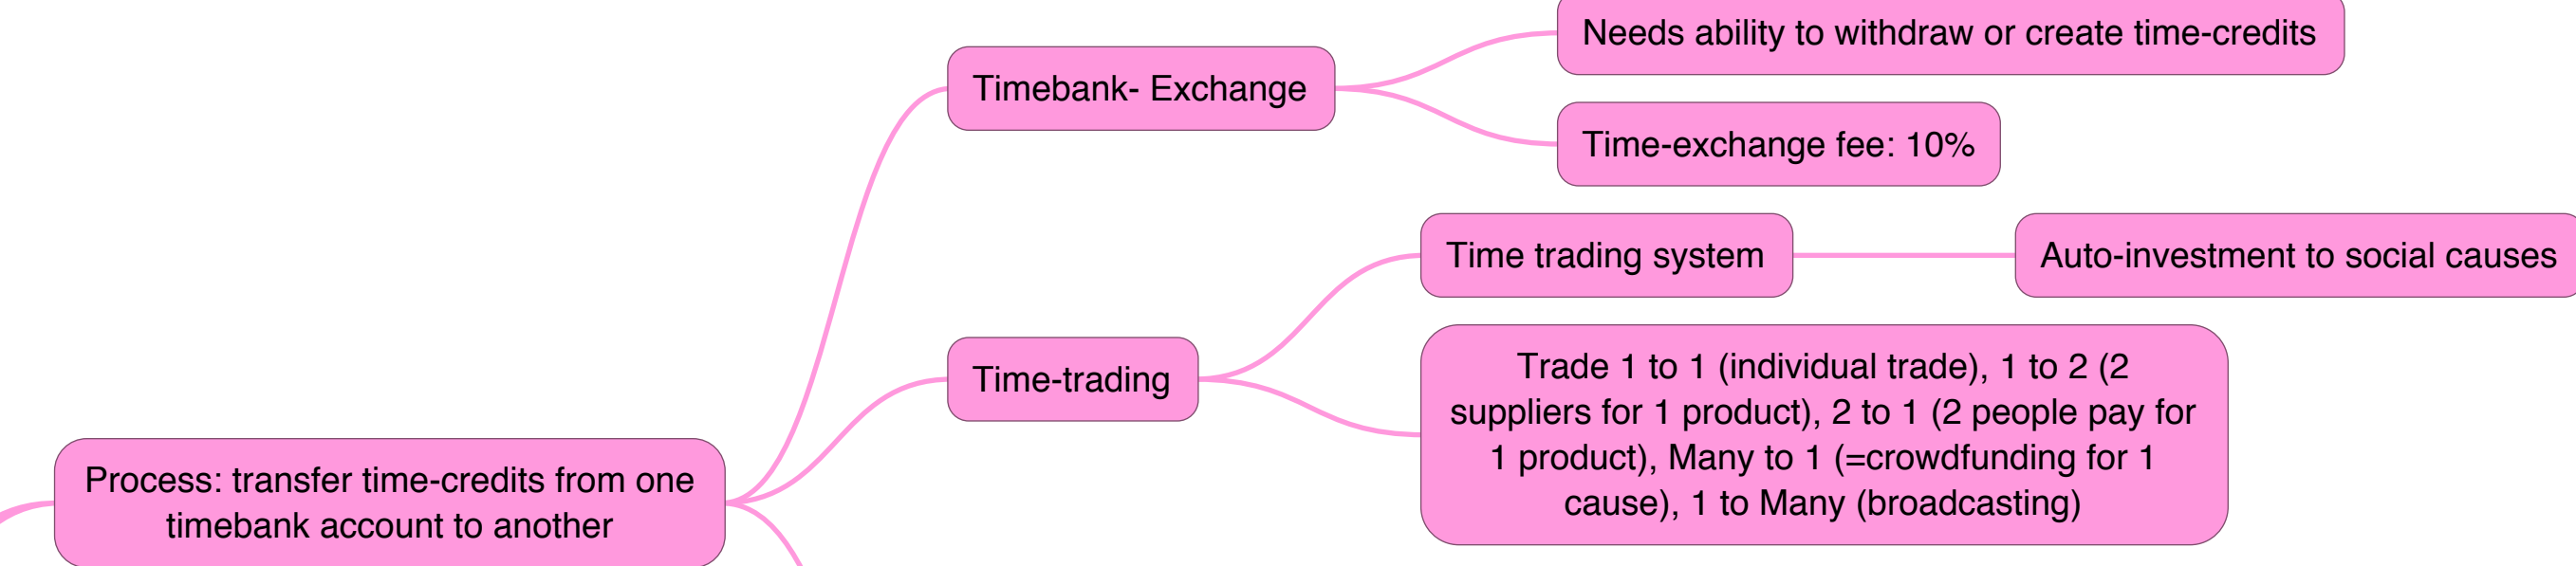 Needs ability to withdraw or create time-credits
Timebank- Exchange
Time-exchange fee: 10%
Time trading system
Auto-investment to social causes
Time-trading
Trade 1 to 1 (individual trade), 1 to 2 (2
suppliers for 1 product), 2 to 1 (2 people pay for
1 product), Many to 1 (=crowdfunding for 1
cause), 1 to Many (broadcasting)
Process: transfer time-credits from one
timebank account to another